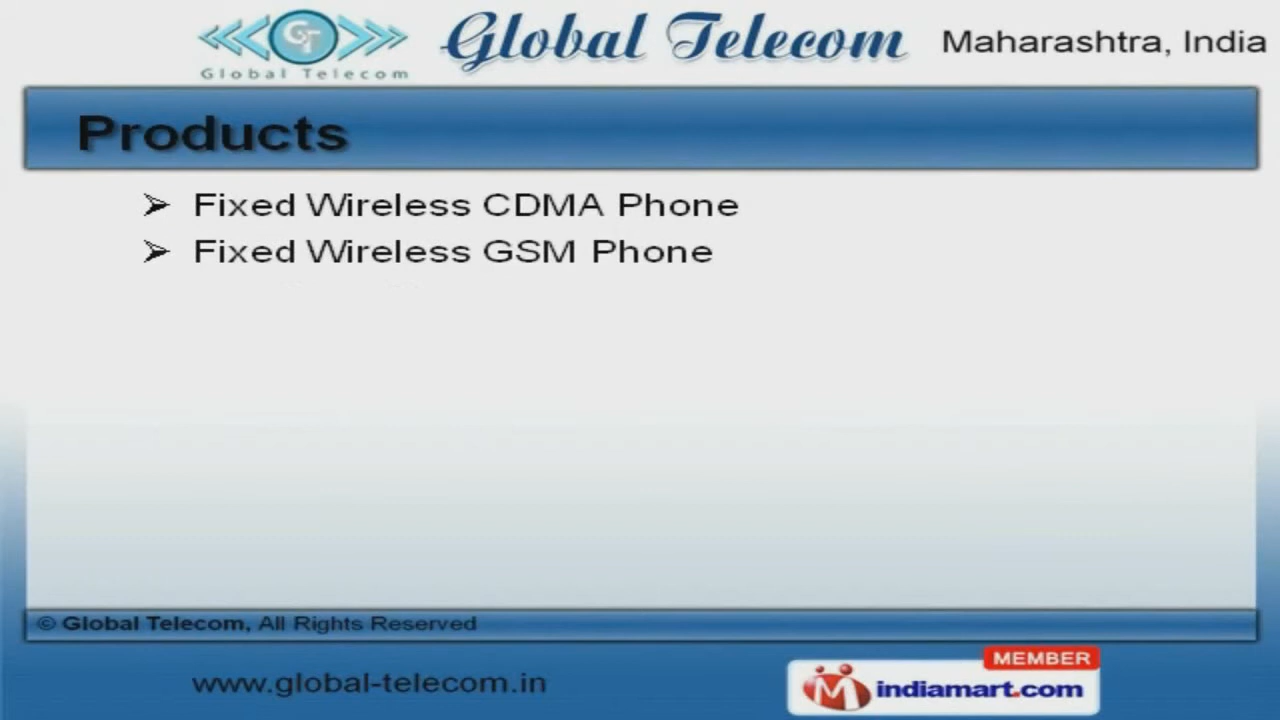 GT
Global Telecom
Global Telecom
Maharashtra, India
Products
➢ Fixed Wireless CDMA Phone
➢ Fixed Wireless GSM Phone
© Global Telecom, All Rights Reserved
www.global-telecom.in
MEMBER
indiamart.com